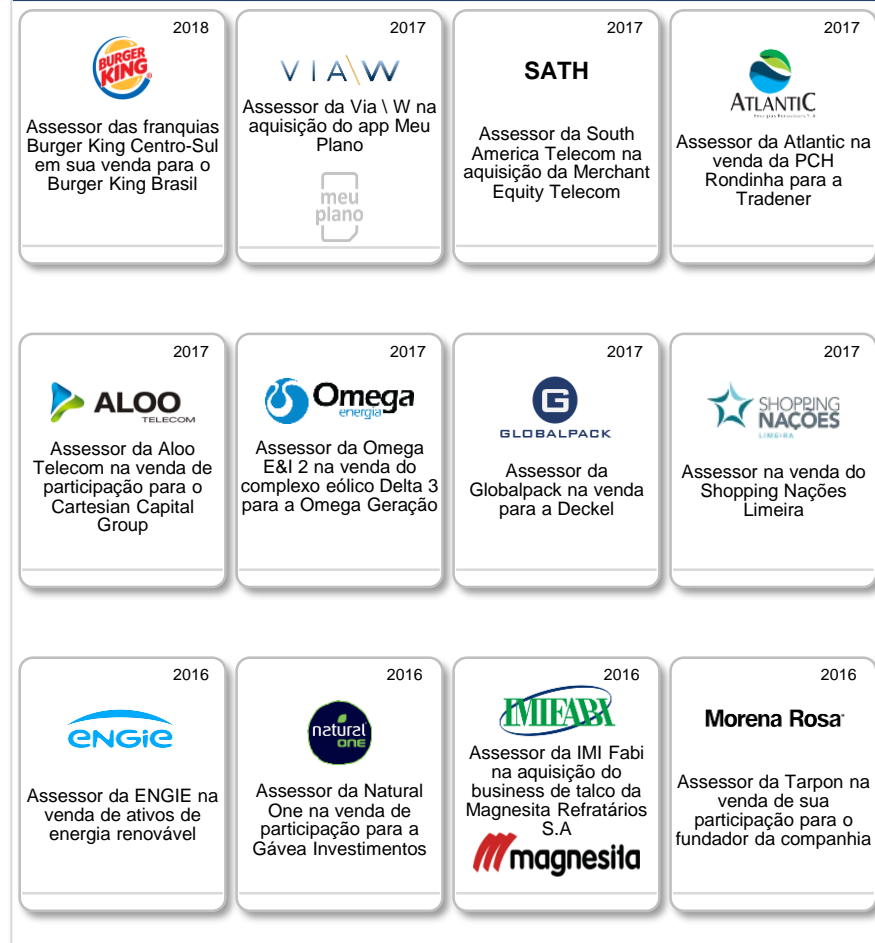 2018
BURGER
KING
Assessor das franquias
Burger King Centro-Sul
em sua venda para o
Burger King Brasil
2017
VIA\W
Assessor da Via \ W na
aquisição do app Meu
Plano
meu
plano
2017
SATH
Assessor da South
America Telecom na
aquisição da Merchant
Equity Telecom
2017
ATLANTIC
Energias Renováveis S.A
Assessor da Atlantic na
venda da PCH
Rondinha para a
Tradener
2017
ALOO
TELECOM
Assessor da Aloo
Telecom na venda de
participação para o
Cartesian Capital
Group
2017
Omega
energia
Assessor da Omega
E&I 2 na venda do
complexo eólico Delta 3
para a Omega Geração
2017
G
GLOBALPACK
Assessor da
Globalpack na venda
para a Deckel
2017
SHOPPING
NAÇÕES
LIMEIRA
Assessor na venda do
Shopping Nações
Limeira
2016
ENGIE
Assessor da ENGIE na
venda de ativos de
energia renovável
2016
natural
ONE
Assessor da Natural
One na venda de
participação para a
Gávea Investimentos
2016
IMIFABI
Assessor da IMI Fabi
na aquisição do
business de talco da
Magnesita Refratários
S.A
magnesita
2016
Morena Rosa
Assessor da Tarpon na
venda de sua
participação para o
fundador da companhia